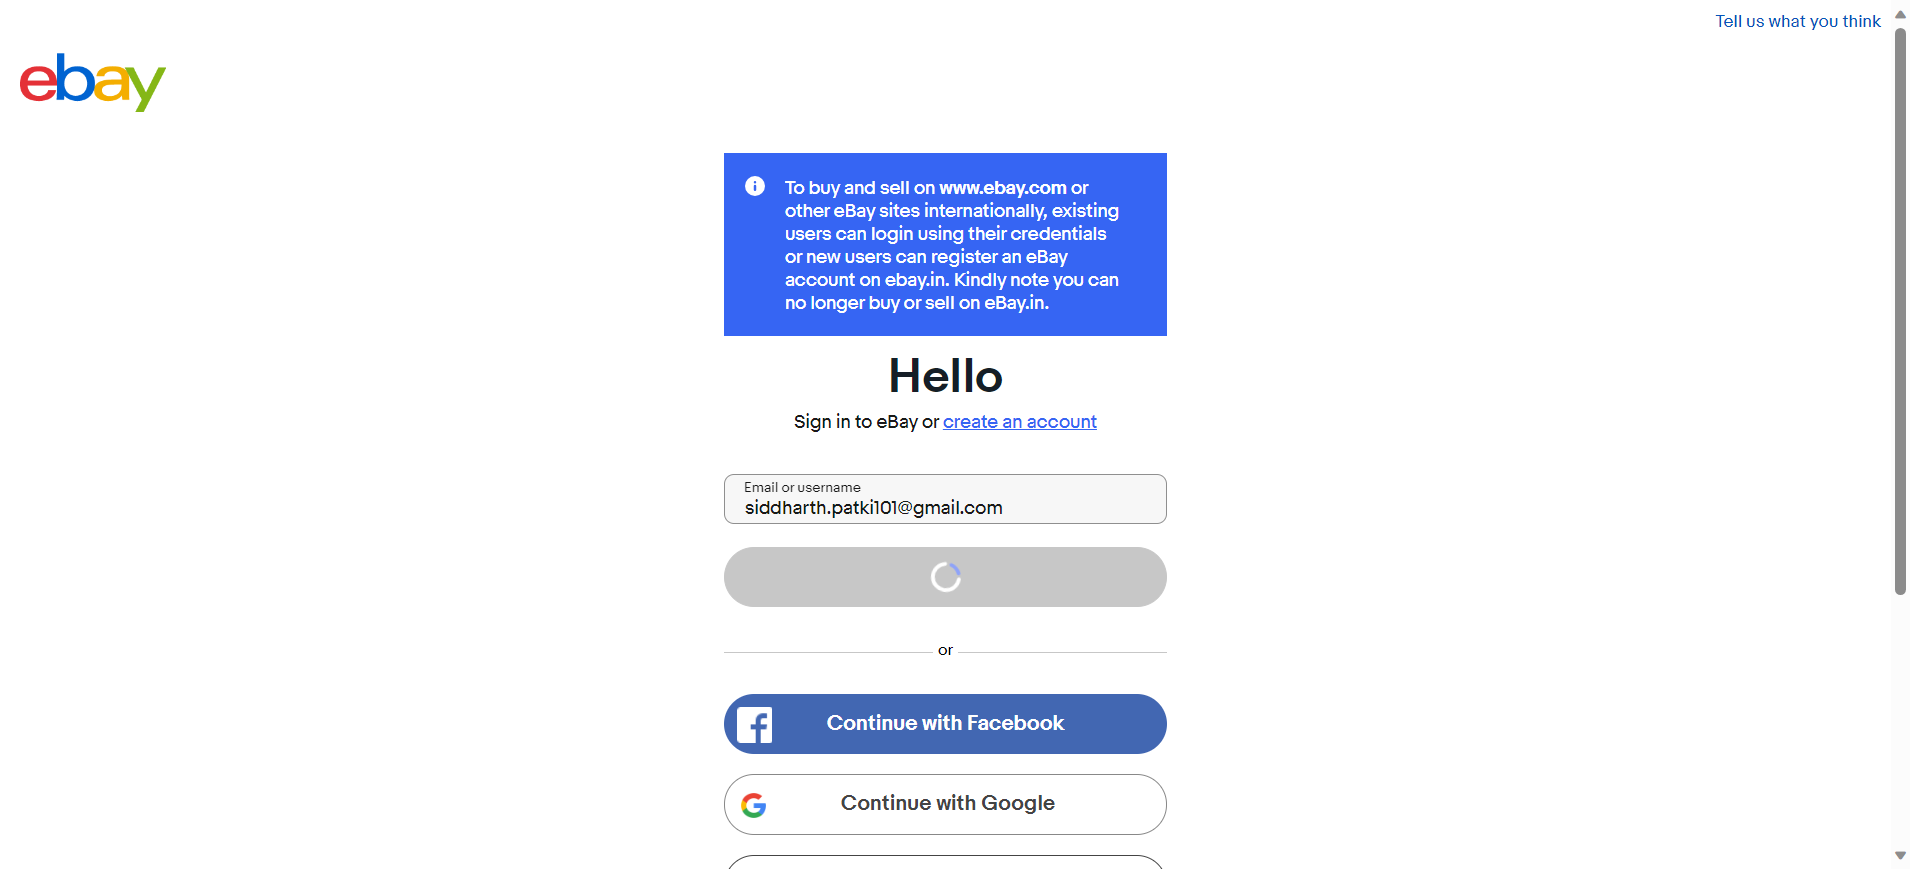 Tell us what you think
ebay
To buy and sell on www.ebay.com or
other eBay sites internationally, existing
users can login using their credentials
or new users can register an eBay
account on ebay.in. Kindly note you can
no longer buy or sell on eBay.in.
Hello
Sign in to eBay or create an account
Email or username
siddharth.patki101@gmail.com
or
Continue with Facebook
Continue with Google